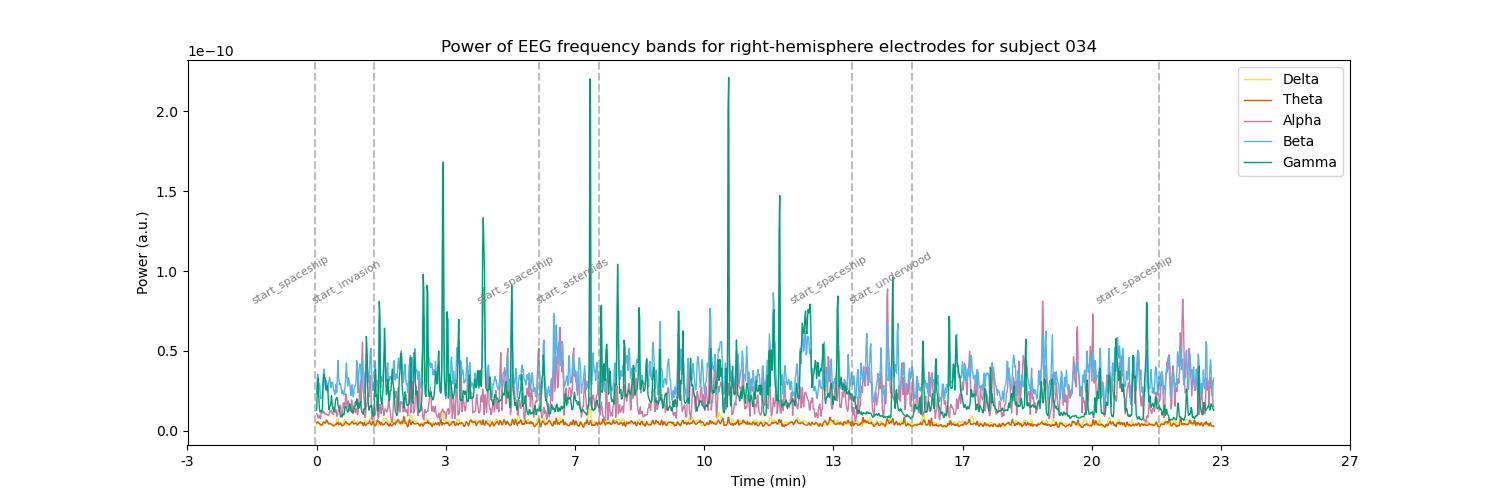 Power of EEG frequency bands for right-hemisphere electrodes for subject 034
1e−10
2.0
1.5
1.0
0.5
0.0
Power (a.u.)
start_spaceship
start_invasion
start_spaceship
start_asteroids
start_spaceship
start_underwood
start_spaceship
Delta
Theta
Alpha
Beta
Gamma
-3 0 3 7 10 13 17 20 23 27
Time (min)